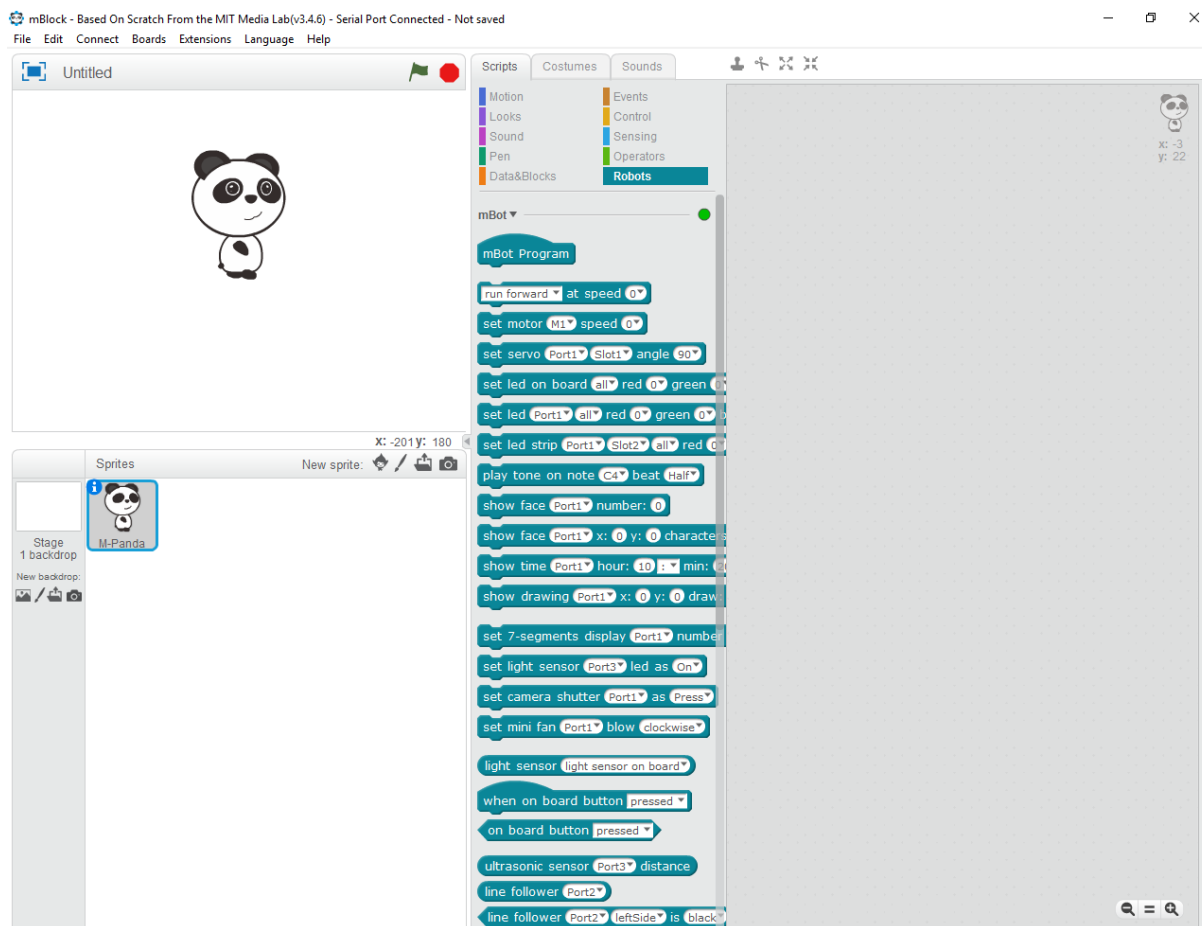 mBlock - Based On Scratch From the MIT Media Lab(v3.4.6) - Serial Port Connected - Not saved
File Edit Connect Boards Extensions Language Help
Untitled
X: -201 Y: 180
Sprites New sprite:
Stage
1 backdrop
New backdrop:
M-Panda
Scripts Costumes Sounds
Motion Events
Looks Control
Sound Sensing
Pen Operators
Data&Blocks Robots
mBot
mBot Program
run forward at speed 0
set motor M1 speed 0
set servo Port1 Slot1 angle 90
set led on board all red 0 green 0
set led Port1 all red 0 green 0 b
set led strip Port1 Slot2 all red 0
play tone on note C4 beat Half
show face Port1 number: 0
show face Port1 x: 0 y: 0 characters
show time Port1 hour: 10 : min:
show drawing Port1 x: 0 y: 0 draw
set 7-segments display Port1 number
set light sensor Port3 led as On
set camera shutter Port1 as Press
set mini fan Port1 blow clockwise
light sensor light sensor on board
when on board button pressed
on board button pressed
ultrasonic sensor Port3 distance
line follower Port2
line follower Port2 leftSide is black
x: -3
y: 22